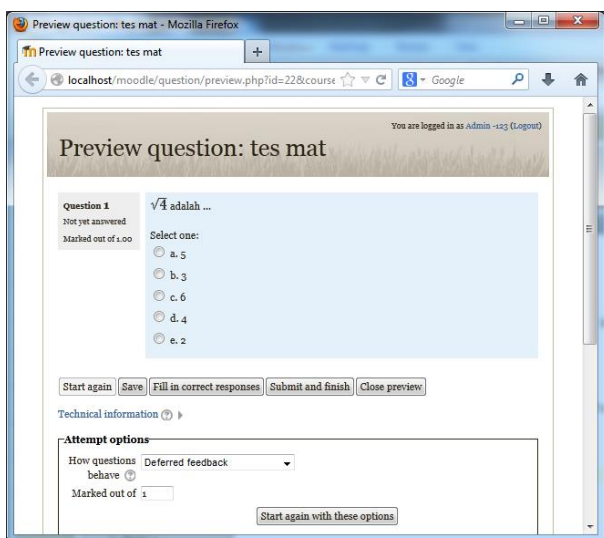 Preview question: tes mat - Mozilla Firefox
Preview question: tes mat
localhost/moodle/question/preview.php?id=22&course
Google
You are logged in as Admin -123 (Logout)
Preview question: tes mat
Question 1
Not yet answered
Marked out of 1.00
√4 adalah ...
Select one:
a. 5
b. 3
c. 6
d. 4
e. 2
Start again Save Fill in correct responses Submit and finish Close preview
Technical information
Attempt options
How questions behave Deferred feedback
Marked out of 1
Start again with these options